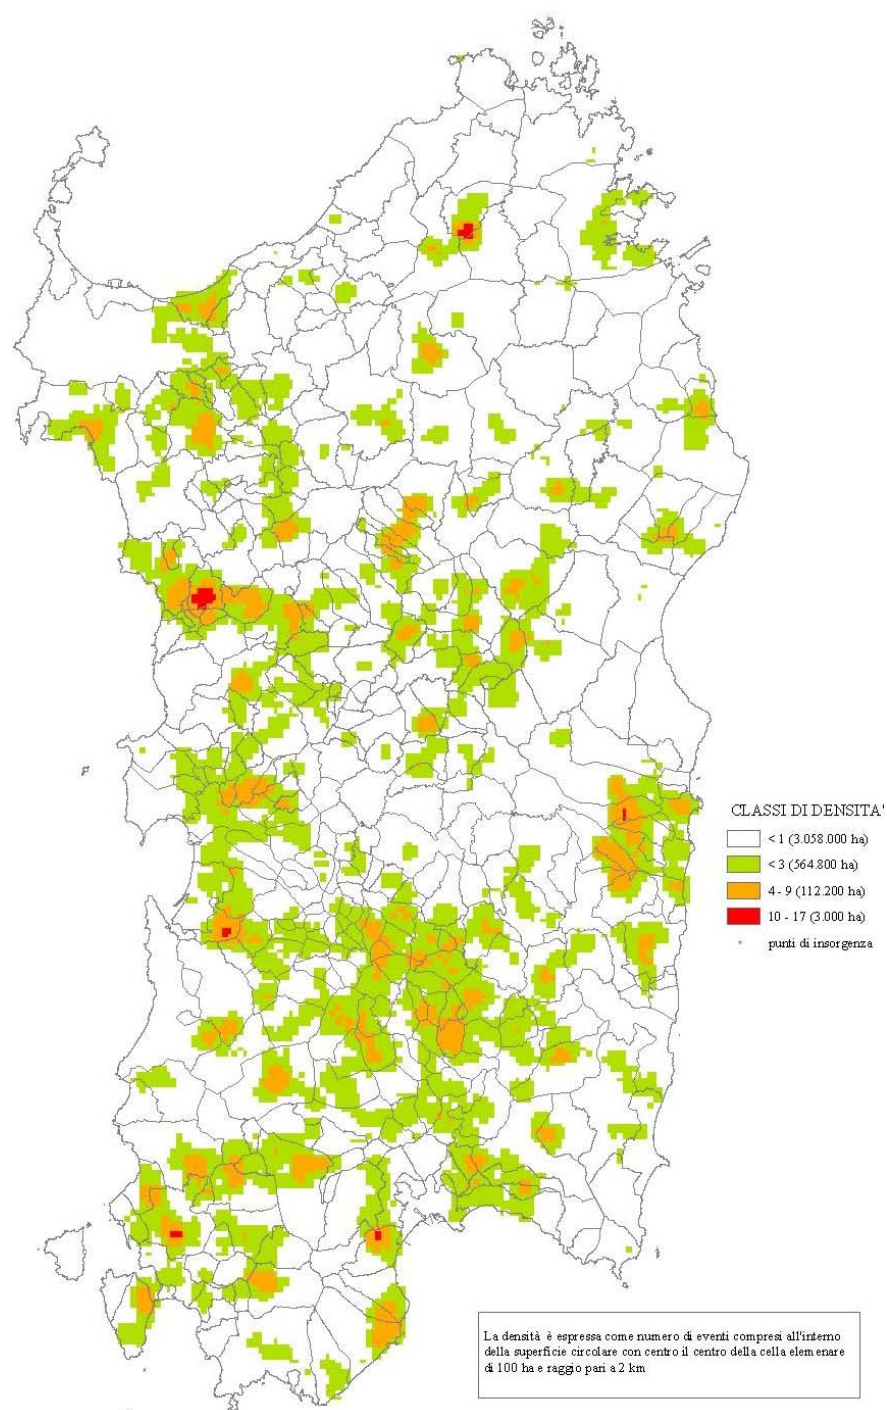 CLASSI DI DENSITA'
< 1 (3.058.000 ha)
< 3 (564.800 ha)
4 - 9 (112.200 ha)
10 - 17 (3.000 ha)
punti di insorgenza
La densità è espressa come numero di eventi compresi all'interno
della superficie circolare con centro il centro della cella elemenare
di 100 ha e raggio pari a 2 km